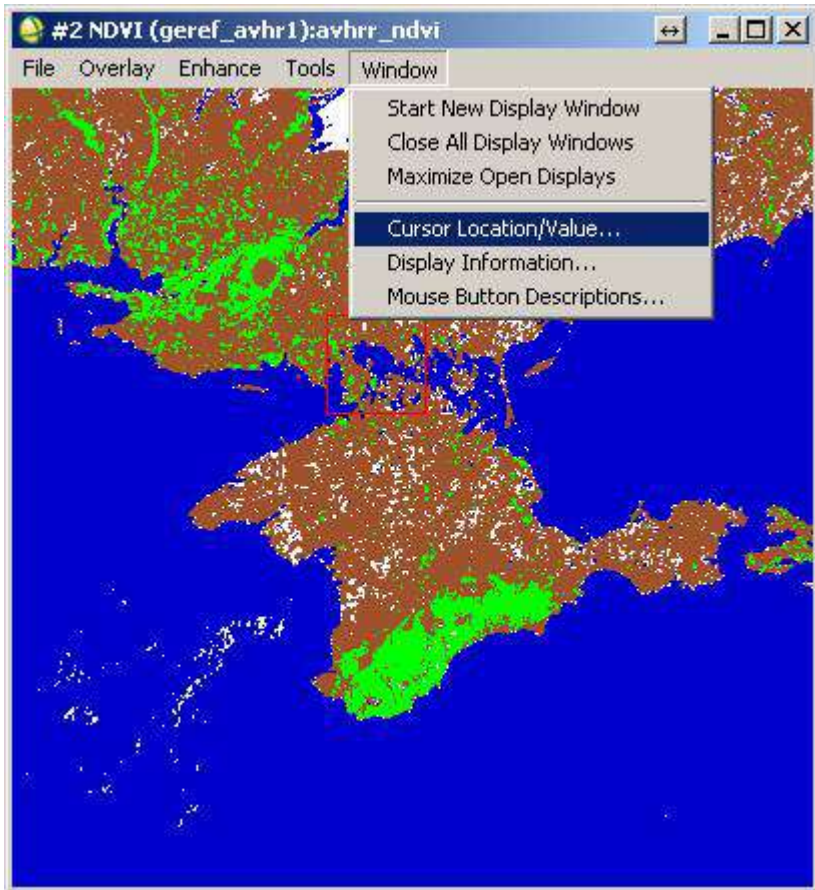 #2 NDVI (geref_avhr1):avhrr_ndvi
File Overlay Enhance Tools Window
Start New Display Window
Close All Display Windows
Maximize Open Displays
Cursor Location/Value...
Display Information...
Mouse Button Descriptions...